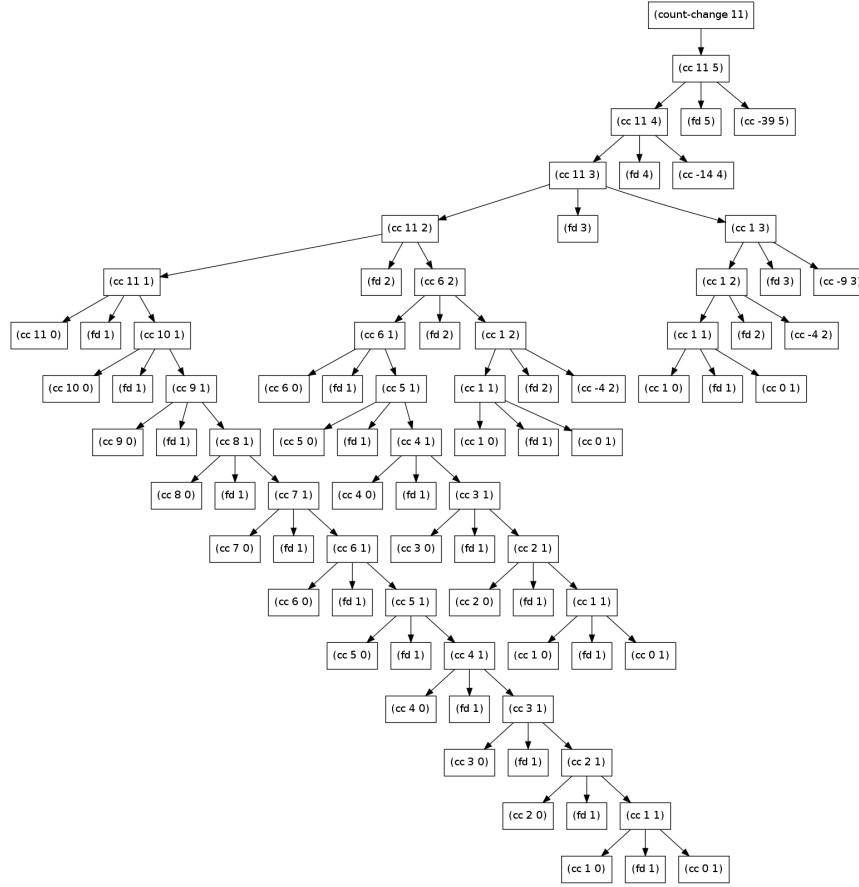 (count-change 11)
(cc 11 5)
(cc 11 4) (fd 5) (cc -39 5)
(cc 11 3) (fd 4) (cc -14 4)
(cc 11 2) (fd 3) (cc 1 3)
(cc 11 1) (fd 2) (cc 6 2) (cc 1 2) (fd 3) (cc -9 3)
(cc 11 0) (fd 1) (cc 10 1) (cc 6 1) (fd 2) (cc 1 2) (cc 1 1) (fd 2) (cc -4 2)
(cc 10 0) (fd 1) (cc 9 1) (cc 6 0) (fd 1) (cc 5 1) (cc 1 1) (fd 2) (cc -4 2) (cc 1 0) (fd 1) (cc 0 1)
(cc 9 0) (fd 1) (cc 8 1) (cc 5 0) (fd 1) (cc 4 1) (cc 1 0) (fd 1) (cc 0 1)
(cc 8 0) (fd 1) (cc 7 1) (cc 4 0) (fd 1) (cc 3 1)
(cc 7 0) (fd 1) (cc 6 1) (cc 3 0) (fd 1) (cc 2 1)
(cc 6 0) (fd 1) (cc 5 1) (cc 2 0) (fd 1) (cc 1 1)
(cc 5 0) (fd 1) (cc 4 1) (cc 1 0) (fd 1) (cc 0 1)
(cc 4 0) (fd 1) (cc 3 1)
(cc 3 0) (fd 1) (cc 2 1)
(cc 2 0) (fd 1) (cc 1 1)
(cc 1 0) (fd 1) (cc 0 1)